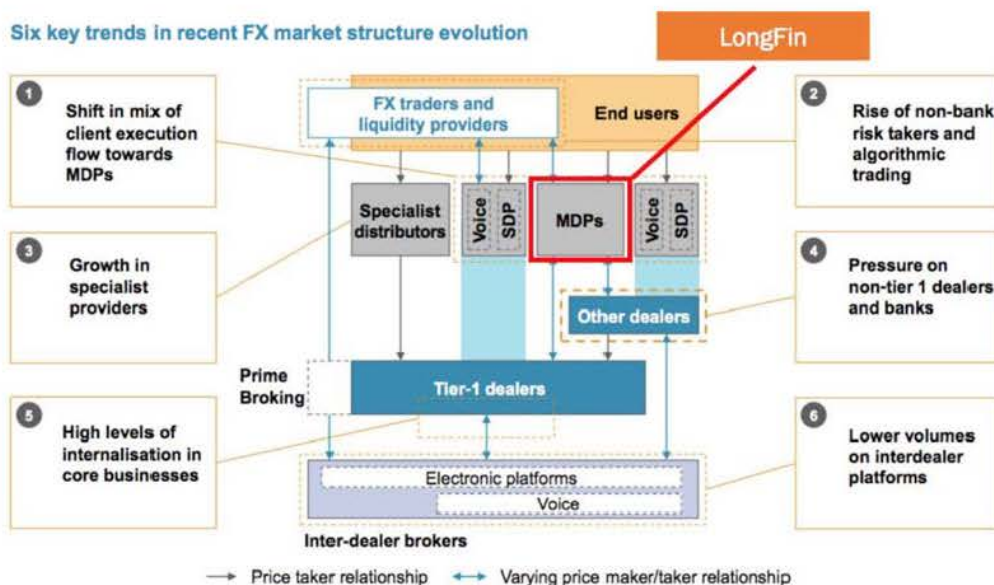 Six key trends in recent FX market structure evolution
LongFin
1
Shift in mix of
client execution
flow towards
MDPs
FX traders and
liquidity providers
End users
2
Rise of non-bank
risk takers and
algorithmic
trading
Specialist
distributors
Voice
SDP
MDPs
Voice
SDP
3
Growth in
specialist
providers
4
Pressure on
non-tier 1 dealers
and banks
Other dealers
Prime
Broking
Tier-1 dealers
5
High levels of
internalisation in
core businesses
6
Lower volumes
on interdealer
platforms
Electronic platforms
Voice
Inter-dealer brokers
Price taker relationship
Varying price maker/taker relationship